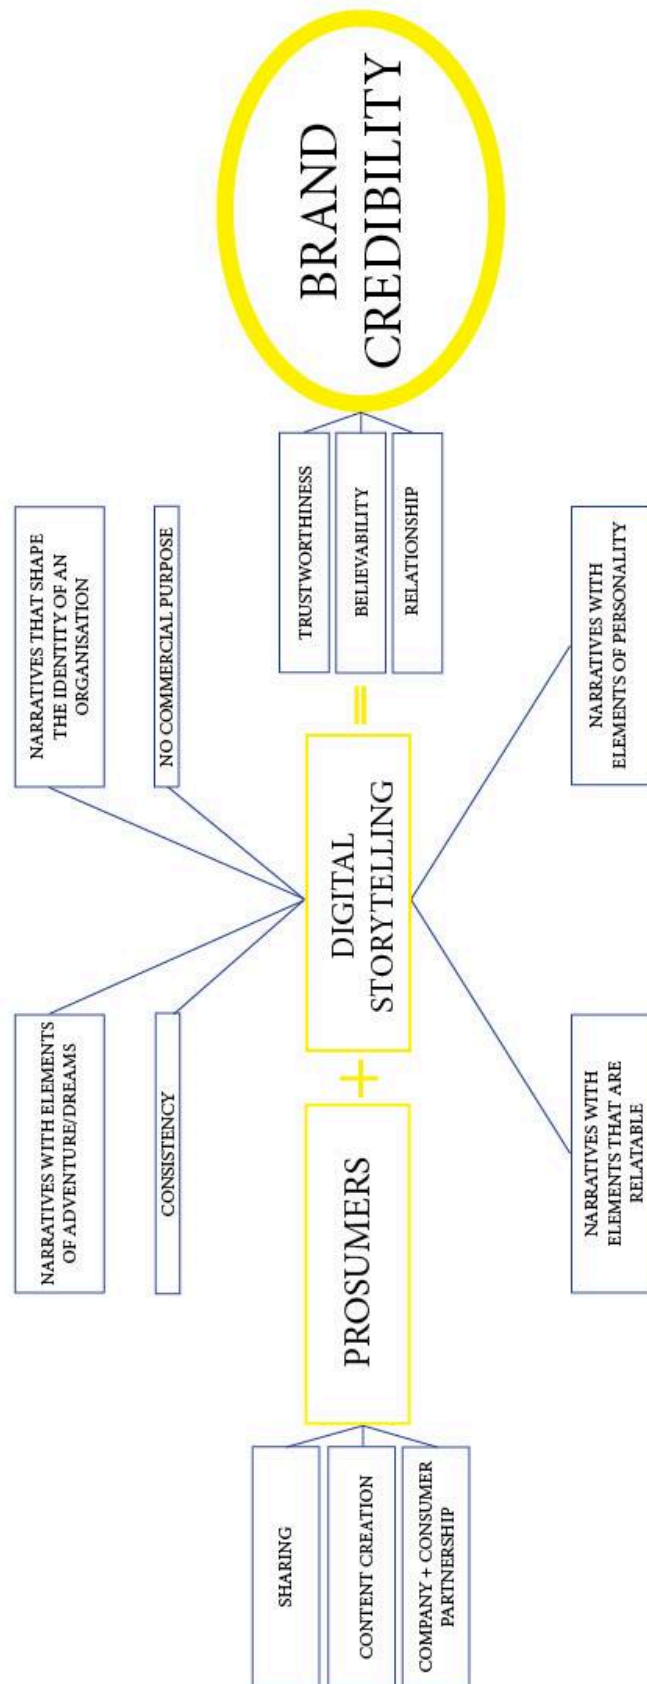 SHARING
CONTENT CREATION
COMPANY + CONSUMER
PARTNERSHIP
PROSUMERS
+
NARRATIVES WITH ELEMENTS
OF ADVENTURE/DREAMS
CONSISTENCY
NARRATIVES WITH
ELEMENTS THAT ARE
RELATABLE
DIGITAL
STORYTELLING
NARRATIVES THAT SHAPE
THE IDENTITY OF AN
ORGANISATION
NO COMMERCIAL PURPOSE
NARRATIVES WITH
ELEMENTS OF PERSONALITY
=
TRUSTWORTHINESS
BELIEVABILITY
RELATIONSHIP
BRAND
CREDIBILITY